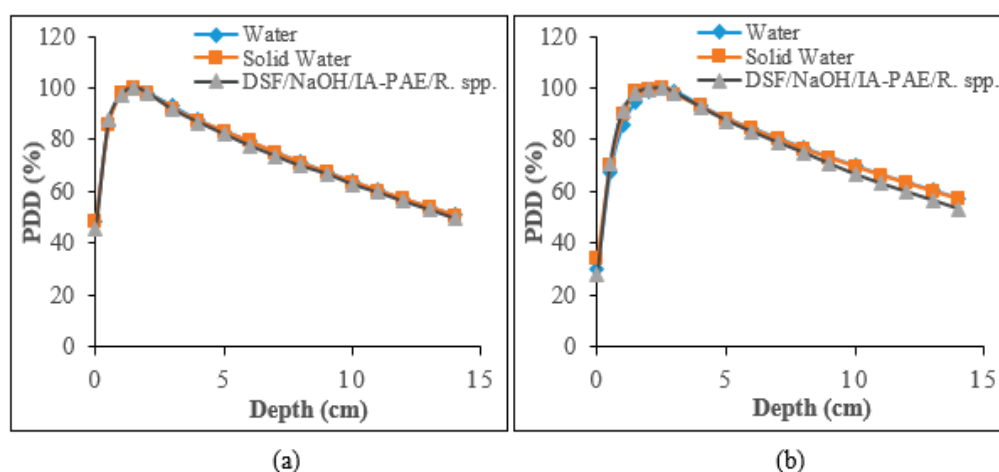 120
100
80
60
40
20
0
PDD (%)
Water
Solid Water
DSF/NaOH/IA-PAE/R. spp.
0 5 10 15
Depth (cm)
(a)
120
100
80
60
40
20
0
PDD (%)
Water
Solid Water
DSF/NaOH/IA-PAE/R. spp.
0 5 10 15
Depth (cm)
(b)